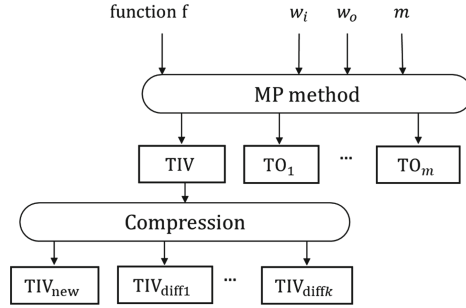 function f w_i w_o m
MP method
TIV TO_1 ... TO_m
Compression
TIV_new TIV_diff1 ... TIV_diffk